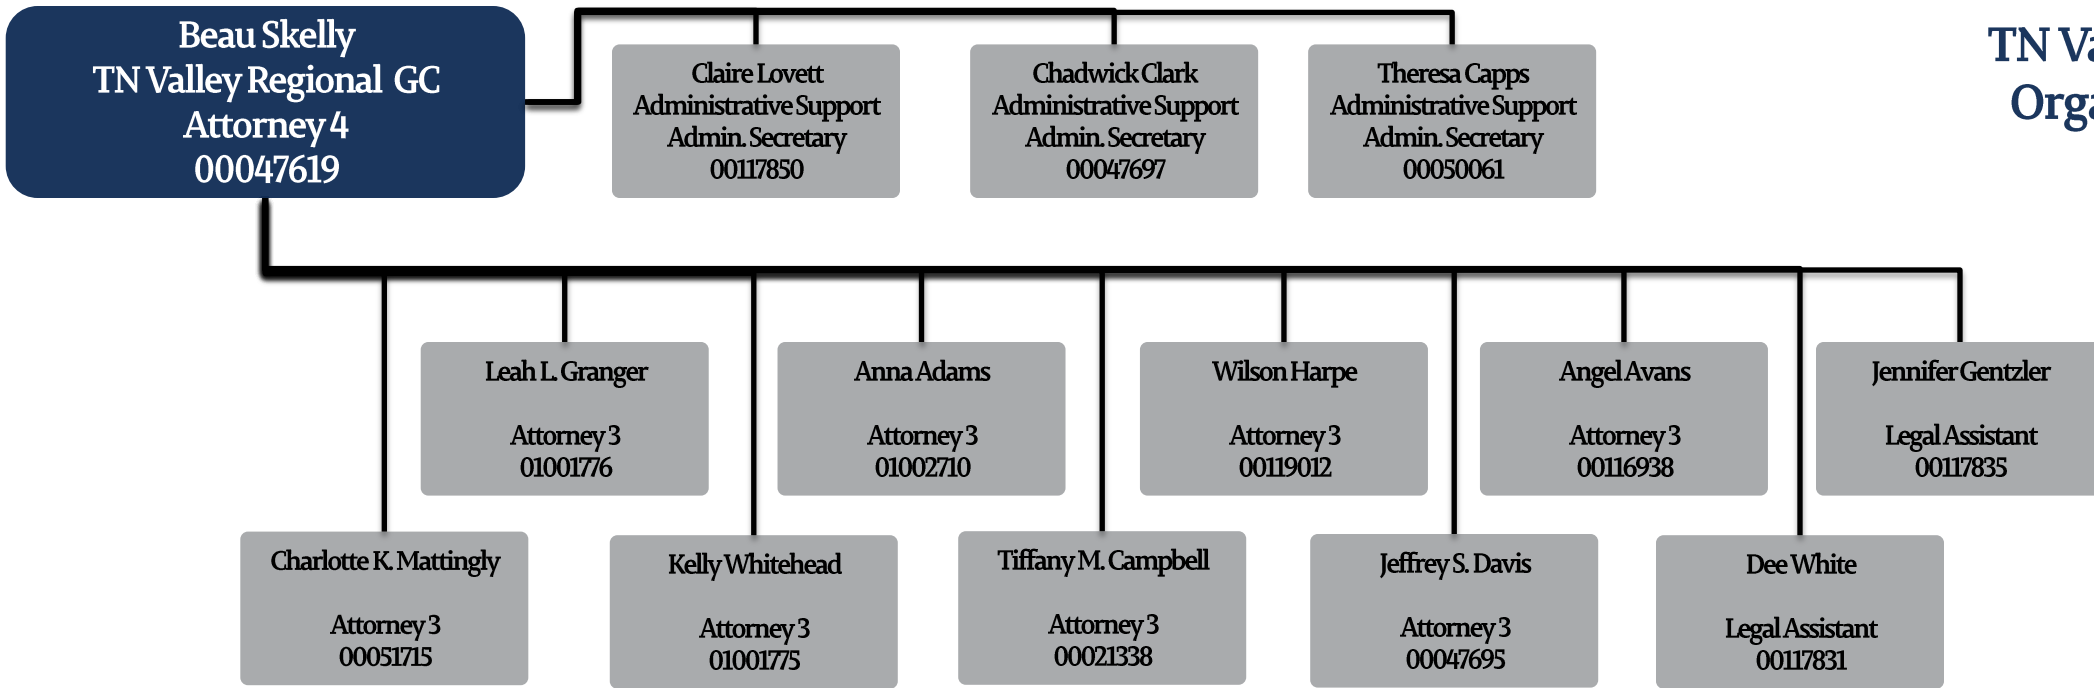 Beau Skelly
TN Valley Regional GC
Attorney 4
00047619
Claire Lovett
Administrative Support
Admin. Secretary
00117850
Chadwick Clark
Administrative Support
Admin. Secretary
00047697
Theresa Capps
Administrative Support
Admin. Secretary
00050061
TN
Leah L. Granger
Attorney 3
01001776
Anna Adams
Attorney 3
01002710
Wilson Harpe
Attorney 3
00119012
Angel Avans
Attorney 3
00116938
Jennifer Gentzler
Legal Assistant
00117835
Charlotte K. Mattingly
Attorney 3
00051715
Kelly Whitehead
Attorney 3
01001775
Tiffany M. Campbell
Attorney 3
00021338
Jeffrey S. Davis
Attorney 3
00047695
Dee White
Legal Assistant
00117831